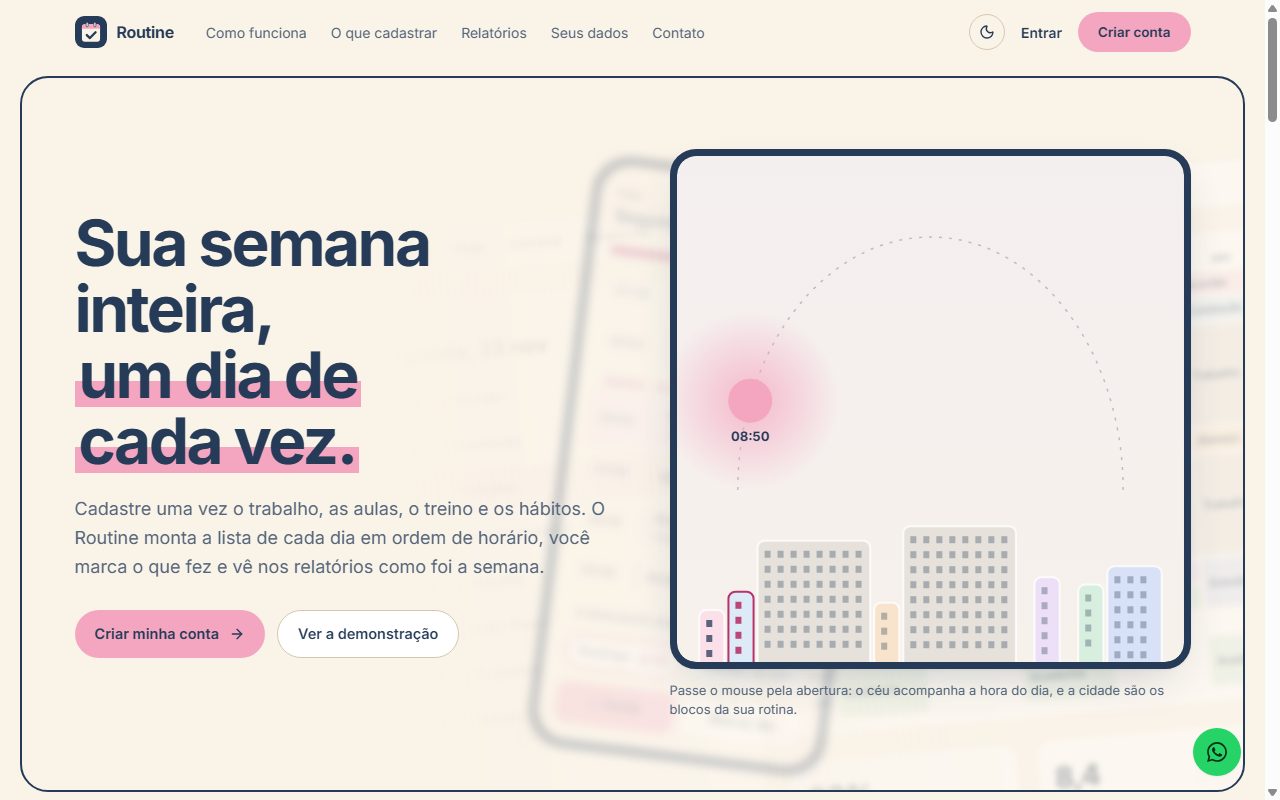 Routine
Como funciona
O que cadastrar
Relatórios
Seus dados
Contato
Entrar
Criar conta
Sua semana
inteira,
um dia de
cada vez.
Cadastre uma vez o trabalho, as aulas, o treino e os hábitos. O
Routine monta a lista de cada dia em ordem de horário, você
marca o que fez e vê nos relatórios como foi a semana.
Criar minha conta
Ver a demonstração
08:50
Passe o mouse pela abertura: o céu acompanha a hora do dia, e a cidade são os
blocos da sua rotina.
8,4